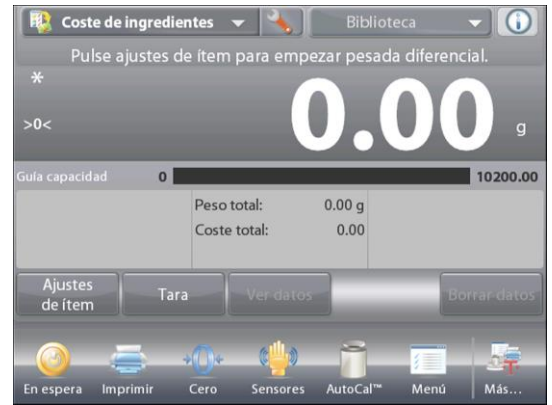 Coste de ingredientes
Biblioteca
Pulse ajustes de ítem para empezar pesada diferencial.
*
>0<
0.00 g
Guía capacidad 0 10200.00
Peso total: 0.00 g
Coste total: 0.00
Ajustes de ítem
Tara
Ver datos
Borrar datos
En espera
Imprimir
Cero
Sensores
AutoCal™
Menú
Más...